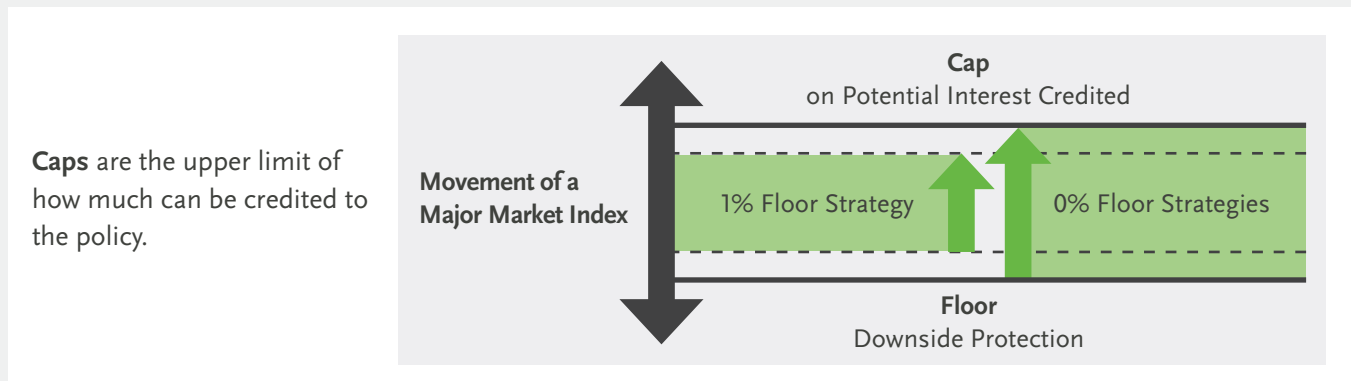 Caps are the upper limit of
how much can be credited to
the policy.
Movement of a
Major Market Index
Cap
on Potential Interest Credited
1% Floor Strategy
0% Floor Strategies
Floor
Downside Protection